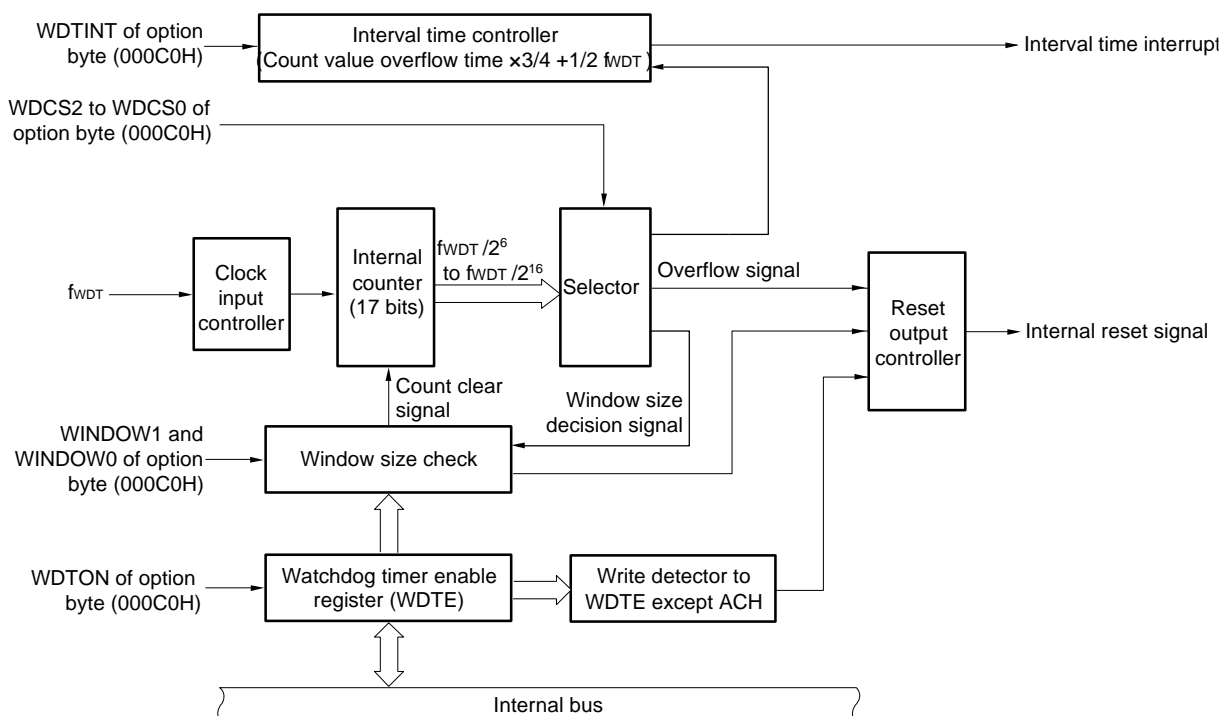 WDTINT of option
byte (000C0H)
Interval time controller
(Count value overflow time ×3/4 +1/2 fWDT )
Interval time interrupt
WDCS2 to WDCS0 of
option byte (000C0H)
fWDT
Clock
input
controller
Internal
counter
(17 bits)
fWDT /2⁶
to fWDT /2¹⁶
Selector
Overflow signal
Reset
output
controller
Internal reset signal
Count clear
signal
Window size
decision signal
WINDOW1 and
WINDOW0 of option
byte (000C0H)
Window size check
WDTON of option
byte (000C0H)
Watchdog timer enable
register (WDTE)
Write detector to
WDTE except ACH
Internal bus